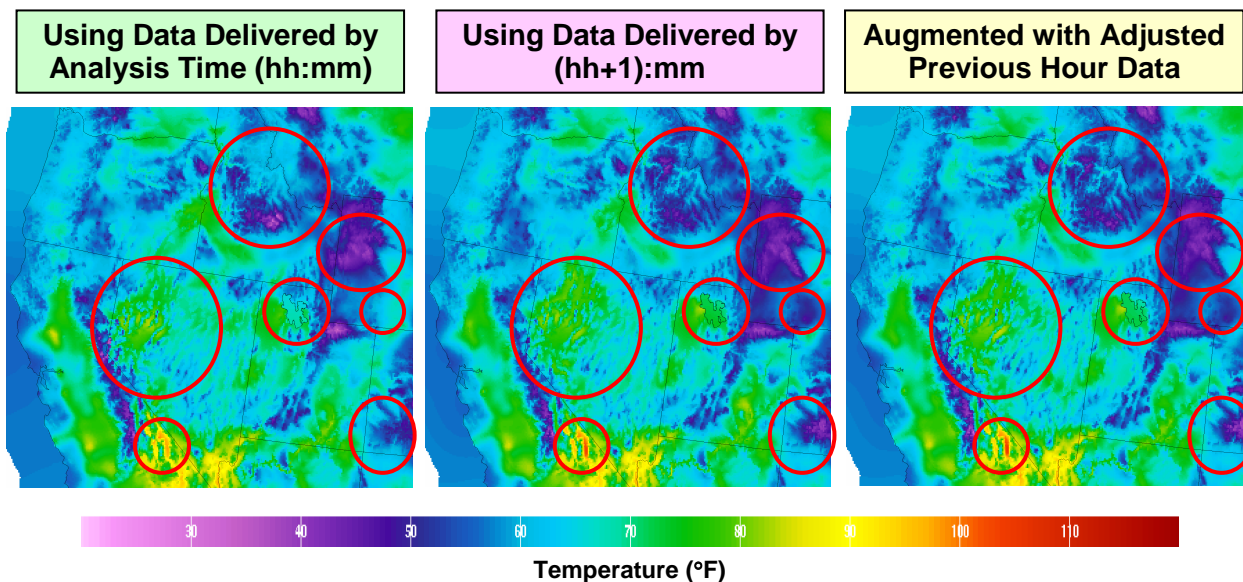 Using Data Delivered by
Analysis Time (hh:mm)
Using Data Delivered by
(hh+1):mm
Augmented with Adjusted
Previous Hour Data
30 40 50 60 70 80 90 100 110
Temperature (°F)